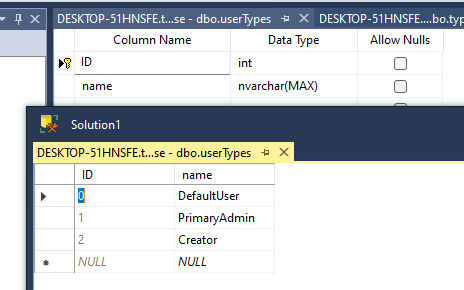 DESKTOP-51HNSFE.t...se - dbo.userTypes
DESKTOP-51HNSFE....bo.typ
Column Name Data Type Allow Nulls
ID int
name nvarchar(MAX)
Solution1
DESKTOP-51HNSFE.t...se - dbo.userTypes
ID name
0 DefaultUser
1 PrimaryAdmin
2 Creator
NULL NULL